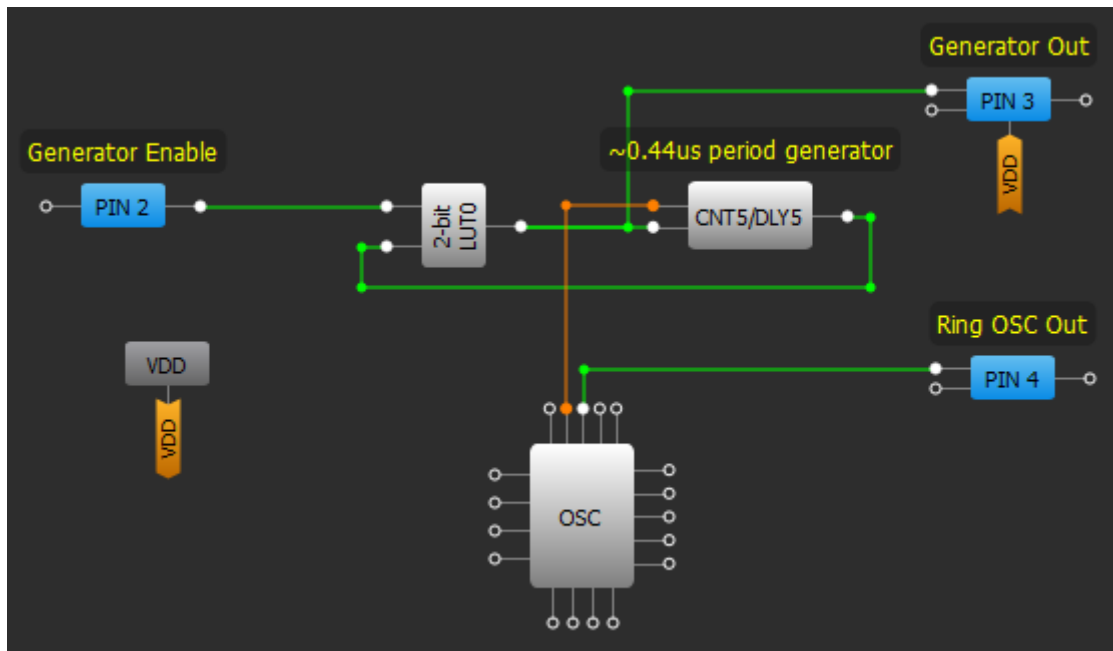 Generator Out
PIN 3
VDD
Generator Enable
PIN 2
2-bit
LUT0
~0.44us period generator
CNT5/DLY5
Ring OSC Out
PIN 4
VDD
VDD
OSC